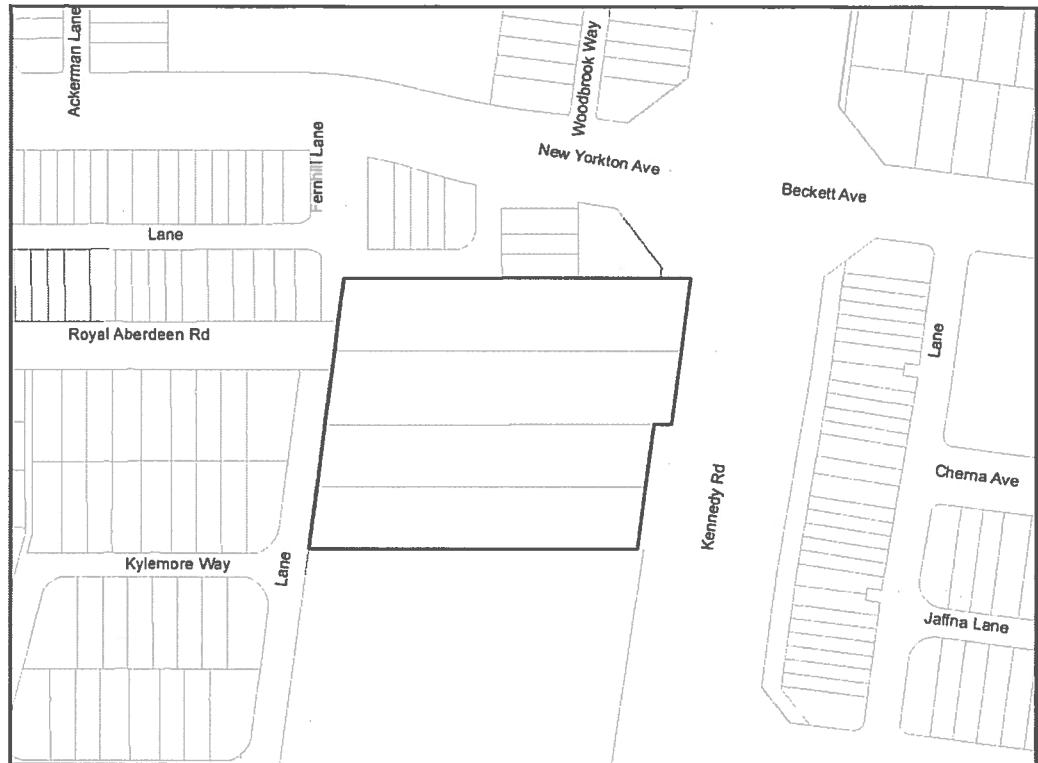 Ackerman Lane
Woodbrook Way
Fernhill Lane
New Yorkton Ave
Beckett Ave
Lane
Royal Aberdeen Rd
Lane
Cherna Ave
Kennedy Rd
Kylemore Way
Lane
Jaffna Lane